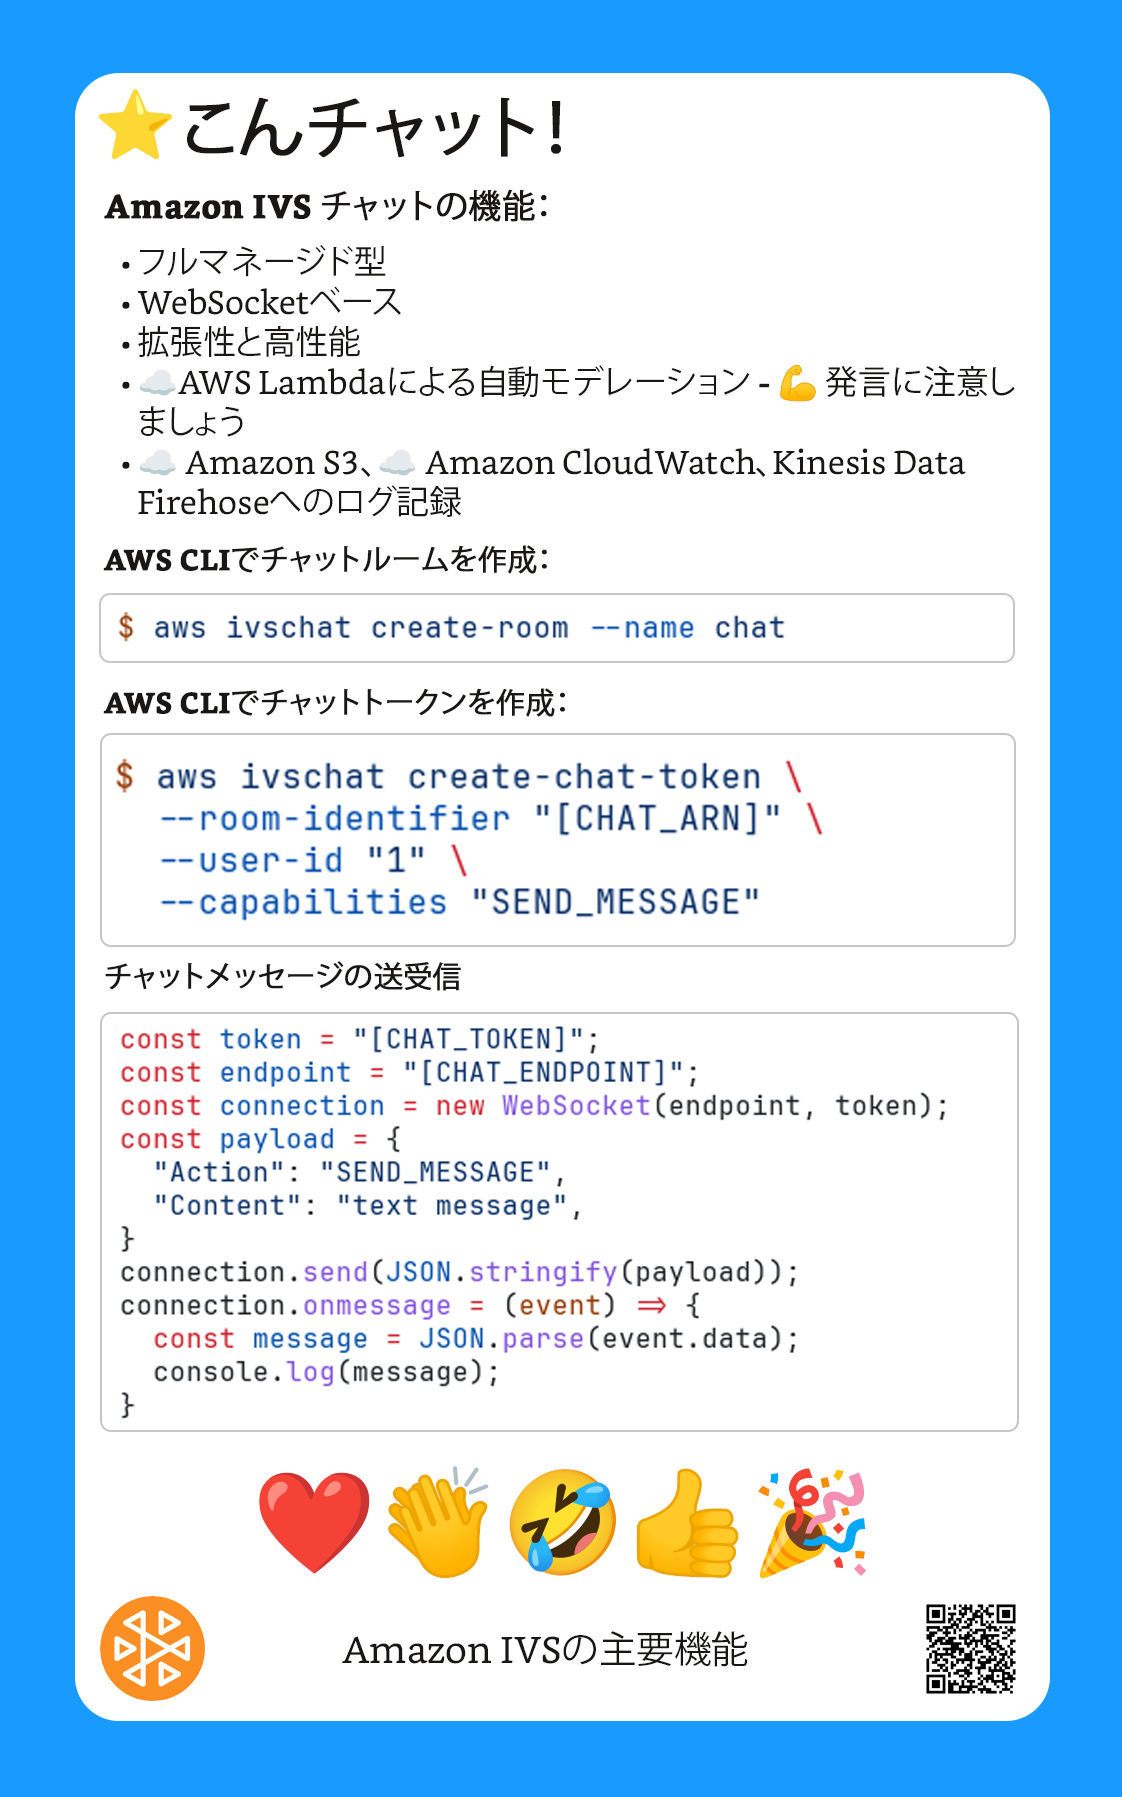 ⭐こんチャット！
Amazon IVS チャットの機能：
• フルマネージド型
• WebSocketベース
• 拡張性と高性能
• ☁️AWS Lambdaによる自動モデレーション - 💪 発言に注意し
ましょう
• ☁️ Amazon S3、☁️ Amazon CloudWatch、Kinesis Data
Firehoseへのログ記録
AWS CLIでチャットルームを作成：
$ aws ivschat create-room --name chat
AWS CLIでチャットトークンを作成：
$ aws ivschat create-chat-token \
--room-identifier "[CHAT_ARN]" \
--user-id "1" \
--capabilities "SEND_MESSAGE"
チャットメッセージの送受信
const token = "[CHAT_TOKEN]";
const endpoint = "[CHAT_ENDPOINT]";
const connection = new WebSocket(endpoint, token);
const payload = {
"Action": "SEND_MESSAGE",
"Content": "text message",
}
connection.send(JSON.stringify(payload));
connection.onmessage = (event) => {
const message = JSON.parse(event.data);
console.log(message);
}
Amazon IVSの主要機能